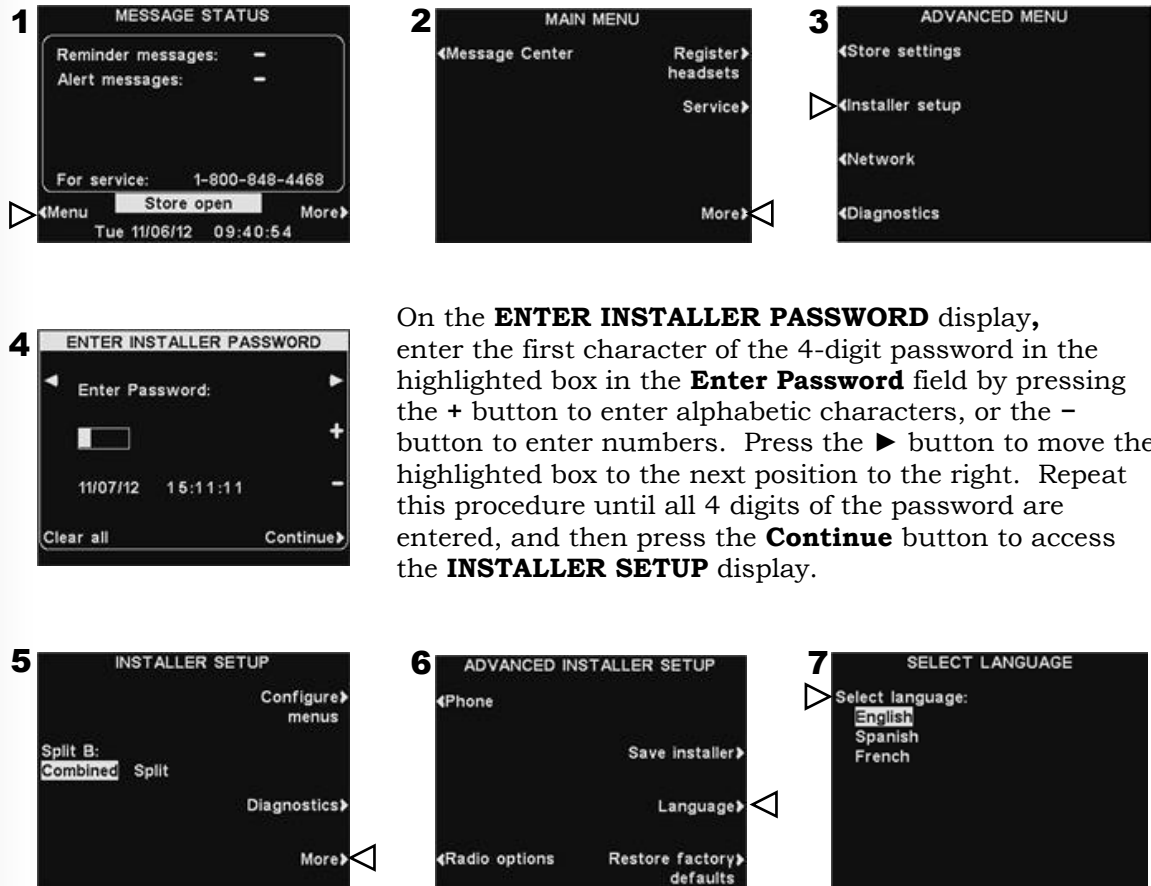 1
MESSAGE STATUS
Reminder messages: –
Alert messages: –
For service: 1-800-848-4468
Store open
◀Menu More▶
Tue 11/06/12 09:40:54
2
MAIN MENU
◀Message Center Register▶
headsets
Service▶
More▶
3
ADVANCED MENU
◀Store settings
◀Installer setup
◀Network
◀Diagnostics
4
ENTER INSTALLER PASSWORD
◀ Enter Password: ▶
+
11/07/12 15:11:11 –
Clear all Continue▶
On the ENTER INSTALLER PASSWORD display,
enter the first character of the 4-digit password in the
highlighted box in the Enter Password field by pressing
the + button to enter alphabetic characters, or the –
button to enter numbers. Press the ► button to move the
highlighted box to the next position to the right. Repeat
this procedure until all 4 digits of the password are
entered, and then press the Continue button to access
the INSTALLER SETUP display.
5
INSTALLER SETUP
Configure▶
menus
Split B:
Combined Split
Diagnostics▶
More▶
6
ADVANCED INSTALLER SETUP
◀Phone
Save installer▶
Language▶
◀Radio options Restore factory▶
defaults
7
SELECT LANGUAGE
Select language:
English
Spanish
French